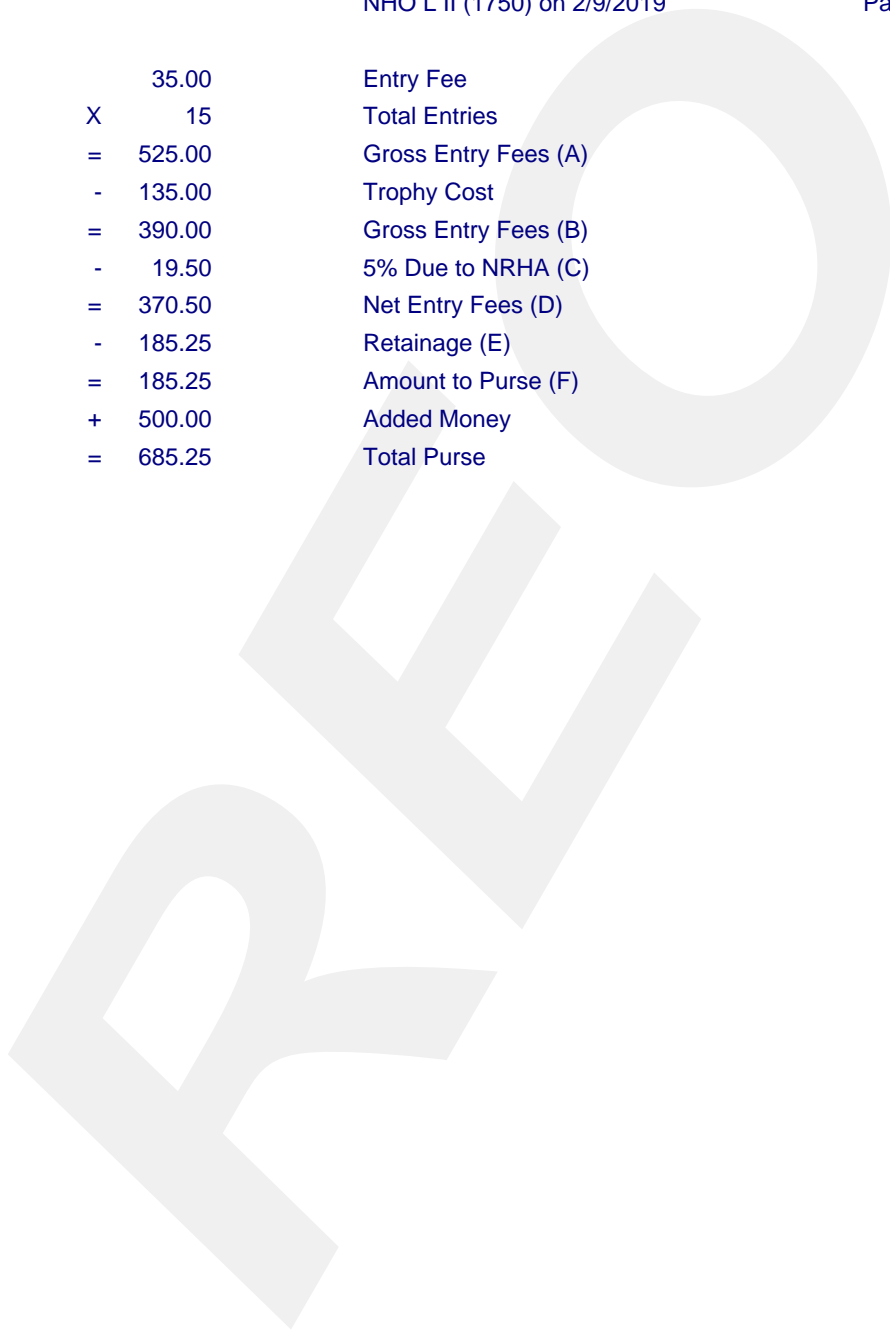 NHO L II (1750) on 2/9/2019 Pa
35.00 Entry Fee
X 15 Total Entries
= 525.00 Gross Entry Fees (A)
- 135.00 Trophy Cost
= 390.00 Gross Entry Fees (B)
- 19.50 5% Due to NRHA (C)
= 370.50 Net Entry Fees (D)
- 185.25 Retainage (E)
= 185.25 Amount to Purse (F)
+ 500.00 Added Money
= 685.25 Total Purse
REO